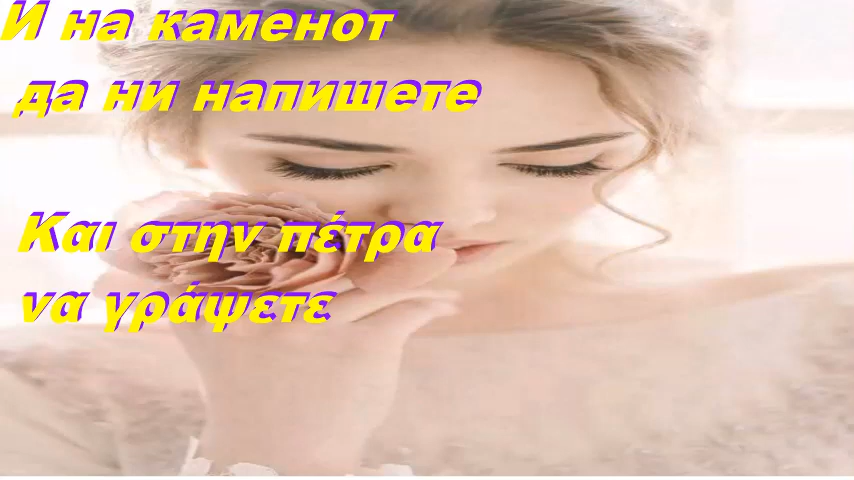 И на каменот
да ни напишете
Και στην πέτρα
να γράψετε